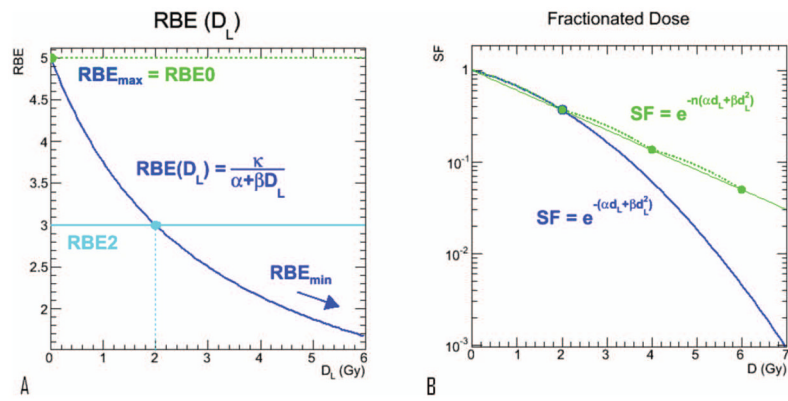 RBE (D_L)
RBE
5
4.5
4
3.5
3
2.5
2
RBE_max = RBE0
RBE(D_L) = κ / α+βD_L
RBE2
RBE_min
0 1 2 3 4 5 6
D_L (Gy)
A
Fractionated Dose
SF
1
10^-1
10^-2
10^-3
SF = e^-n(αd_L+βd_L^2)
SF = e^-(αd_L+βd_L^2)
0 1 2 3 4 5 6 7
D (Gy)
B